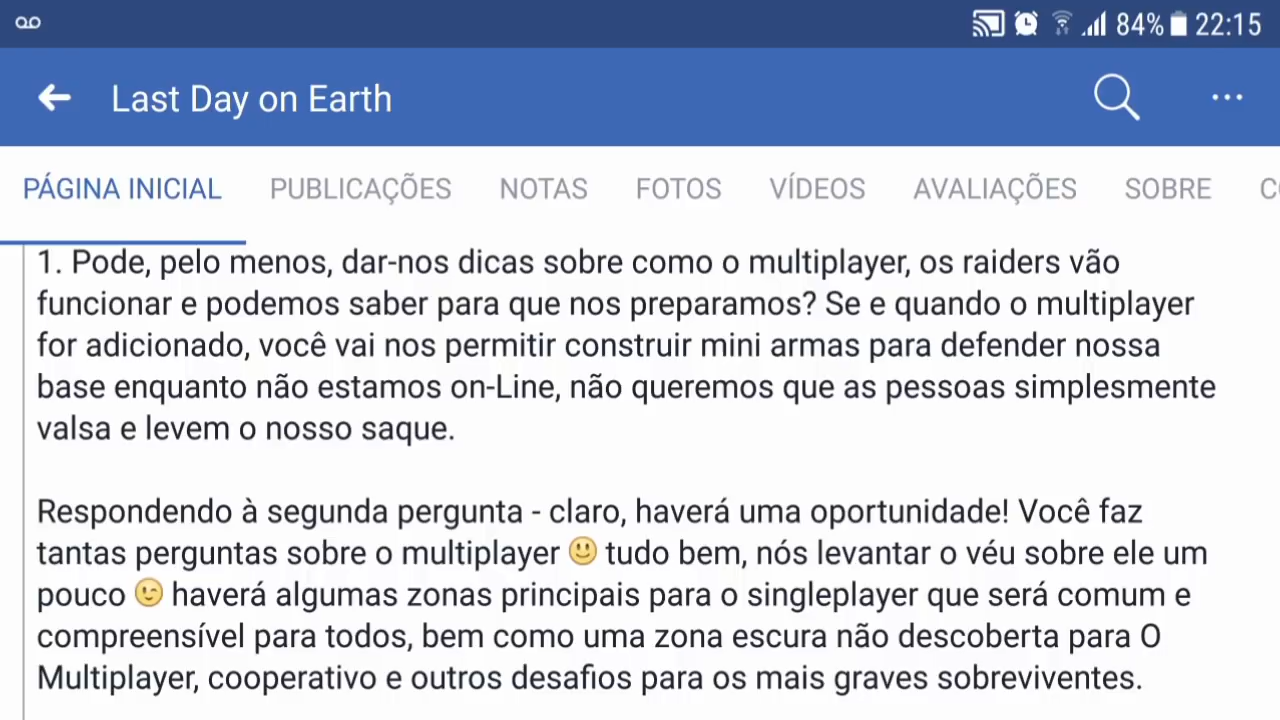 84% 22:15
Last Day on Earth
PÁGINA INICIAL PUBLICAÇÕES NOTAS FOTOS VÍDEOS AVALIAÇÕES SOBRE
1. Pode, pelo menos, dar-nos dicas sobre como o multiplayer, os raiders vão
funcionar e podemos saber para que nos preparamos? Se e quando o multiplayer
for adicionado, você vai nos permitir construir mini armas para defender nossa
base enquanto não estamos on-Line, não queremos que as pessoas simplesmente
valsa e levem o nosso saque.
Respondendo à segunda pergunta - claro, haverá uma oportunidade! Você faz
tantas perguntas sobre o multiplayer 🙂 tudo bem, nós levantar o véu sobre ele um
pouco 😉 haverá algumas zonas principais para o singleplayer que será comum e
compreensível para todos, bem como uma zona escura não descoberta para O
Multiplayer, cooperativo e outros desafios para os mais graves sobreviventes.